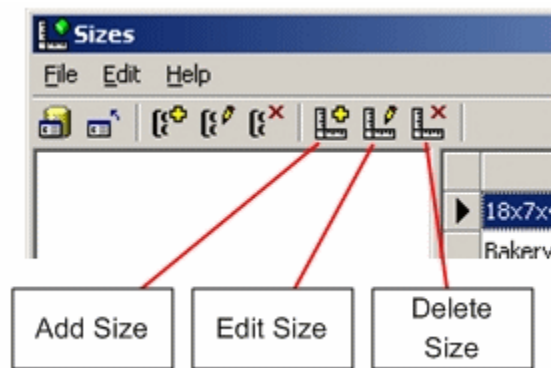 Sizes
File Edit Help
18x7x
Bakery
Add Size
Edit Size
Delete
Size